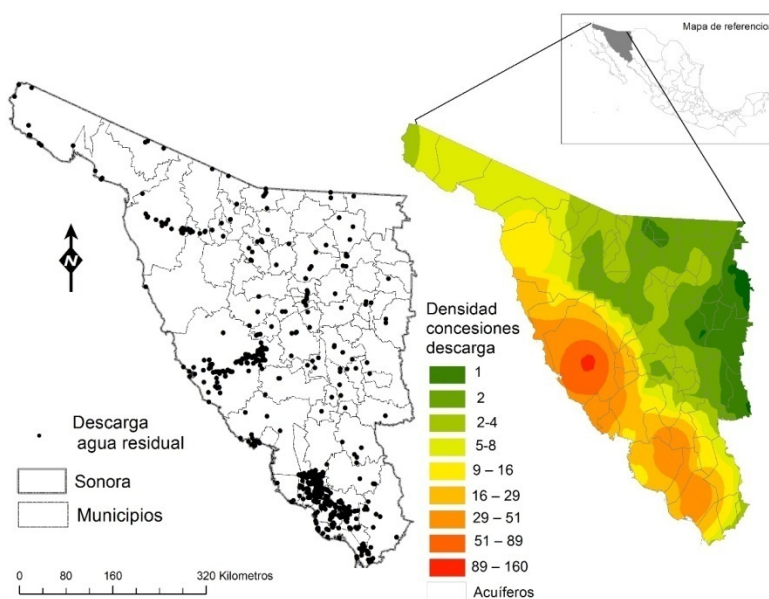 Mapa de referencia
N
Descarga
agua residual
Sonora
Municipios
0 80 160 320 Kilometros
Densidad
concesiones
descarga
1
2
2-4
5-8
9 – 16
16 – 29
29 – 51
51 – 89
89 – 160
Acuíferos